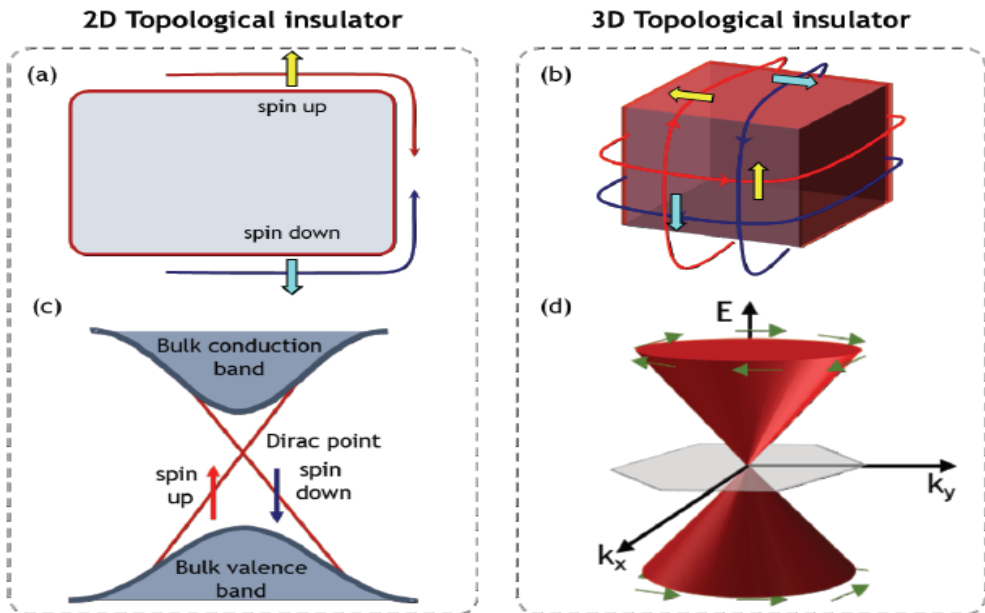 2D Topological insulator
3D Topological insulator
(a)
spin up
spin down
(b)
(c)
Bulk conduction
band
Dirac point
spin
up
spin
down
Bulk valence
band
(d)
E
ky
kx